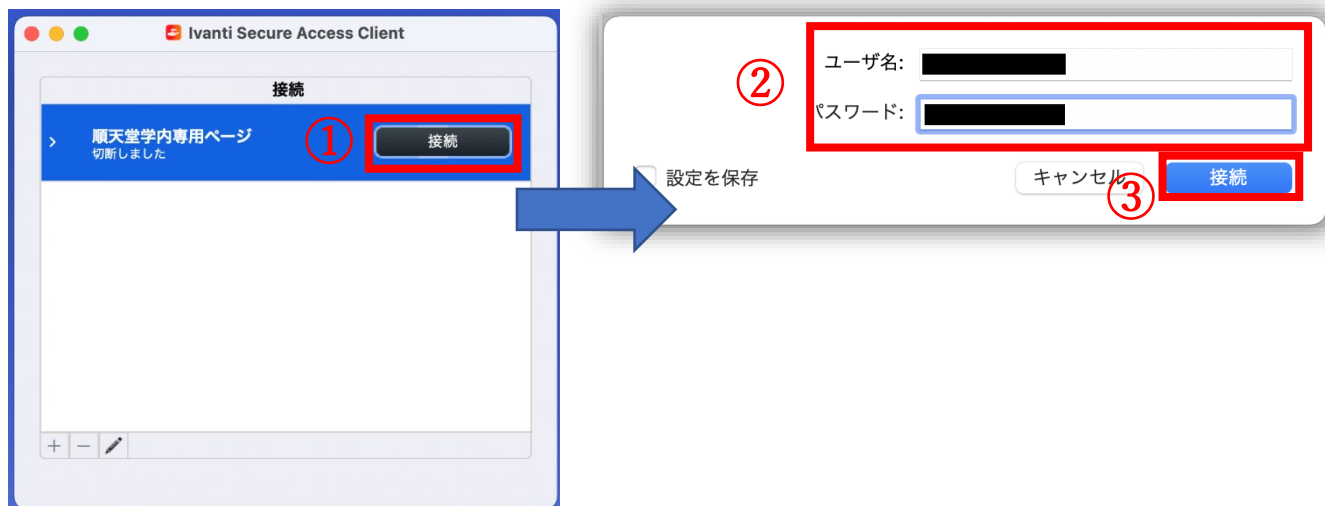 Ivanti Secure Access Client
接続
順天堂学内専用ページ
切断しました
①
接続
②
ユーザ名:
パスワード:
設定を保存
キャンセル
③
接続